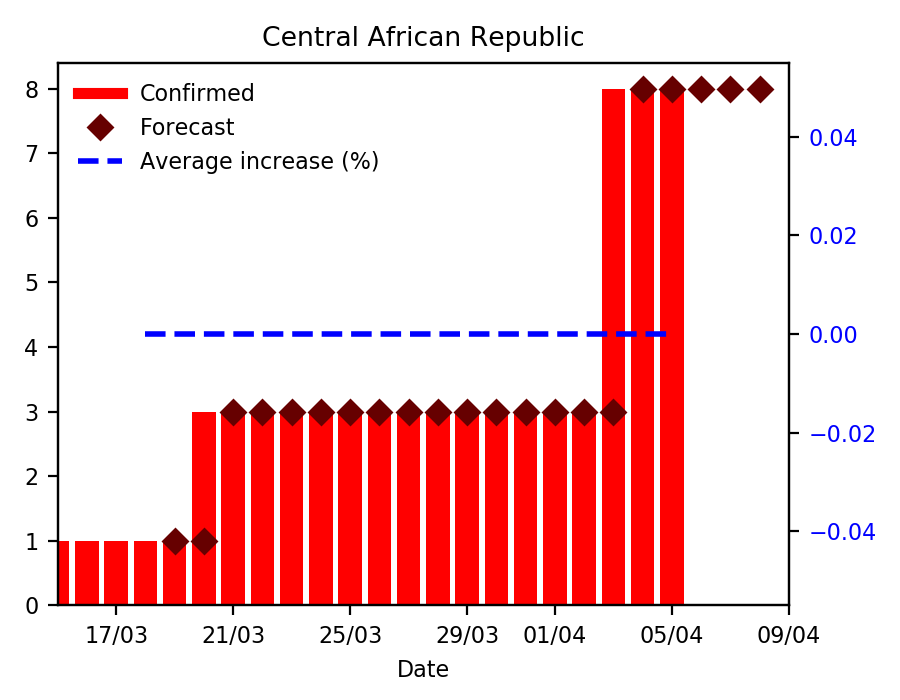 Central African Republic
Confirmed
Forecast
Average increase (%)
8
7
6
5
4
3
2
1
0
0.04
0.02
0.00
−0.02
−0.04
17/03 21/03 25/03 29/03 01/04 05/04 09/04
Date